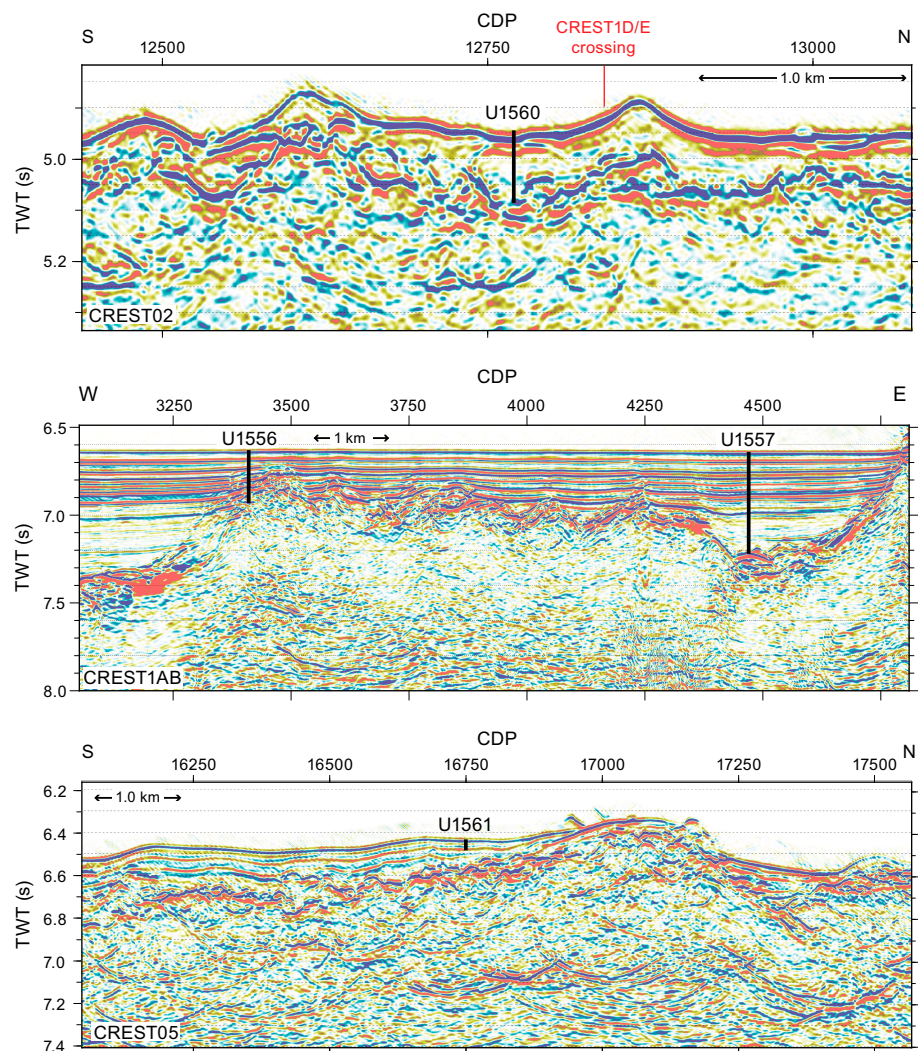 CDP
S
N
12500
12750
13000
CREST1D/E
crossing
1.0 km
U1560
TWT (s)
5.0
5.2
CREST02
CDP
W
E
3250
3500
3750
4000
4250
4500
U1556
1 km
U1557
TWT (s)
6.5
7.0
7.5
8.0
CREST1AB
CDP
S
N
16250
16500
16750
17000
17250
17500
1.0 km
U1561
TWT (s)
6.2
6.4
6.6
6.8
7.0
7.2
7.4
CREST05